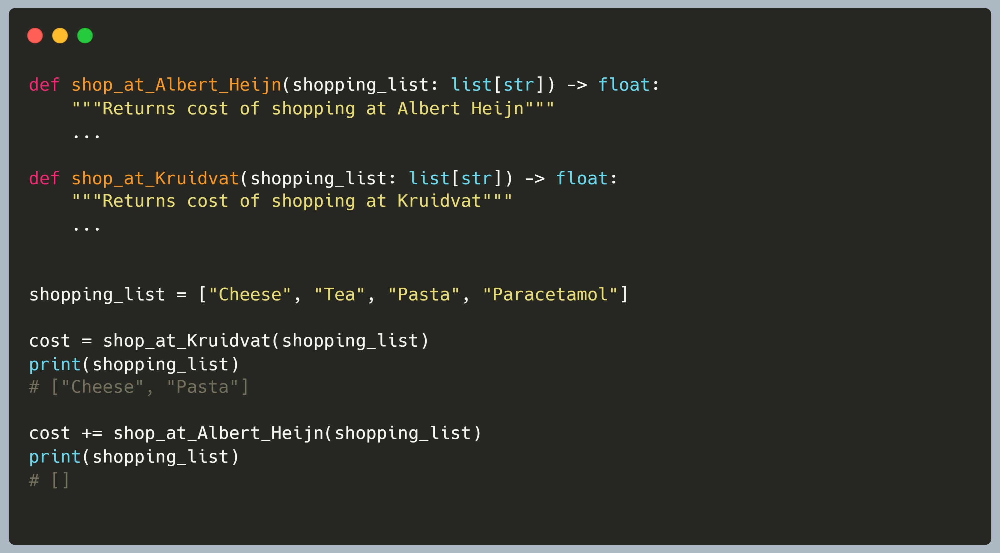 def shop_at_Albert_Heijn(shopping_list: list[str]) -> float:
    """Returns cost of shopping at Albert Heijn"""
    ...
def shop_at_Kruidvat(shopping_list: list[str]) -> float:
    """Returns cost of shopping at Kruidvat"""
    ...
shopping_list = ["Cheese", "Tea", "Pasta", "Paracetamol"]
cost = shop_at_Kruidvat(shopping_list)
print(shopping_list)
# ["Cheese", "Pasta"]
cost += shop_at_Albert_Heijn(shopping_list)
print(shopping_list)
# []